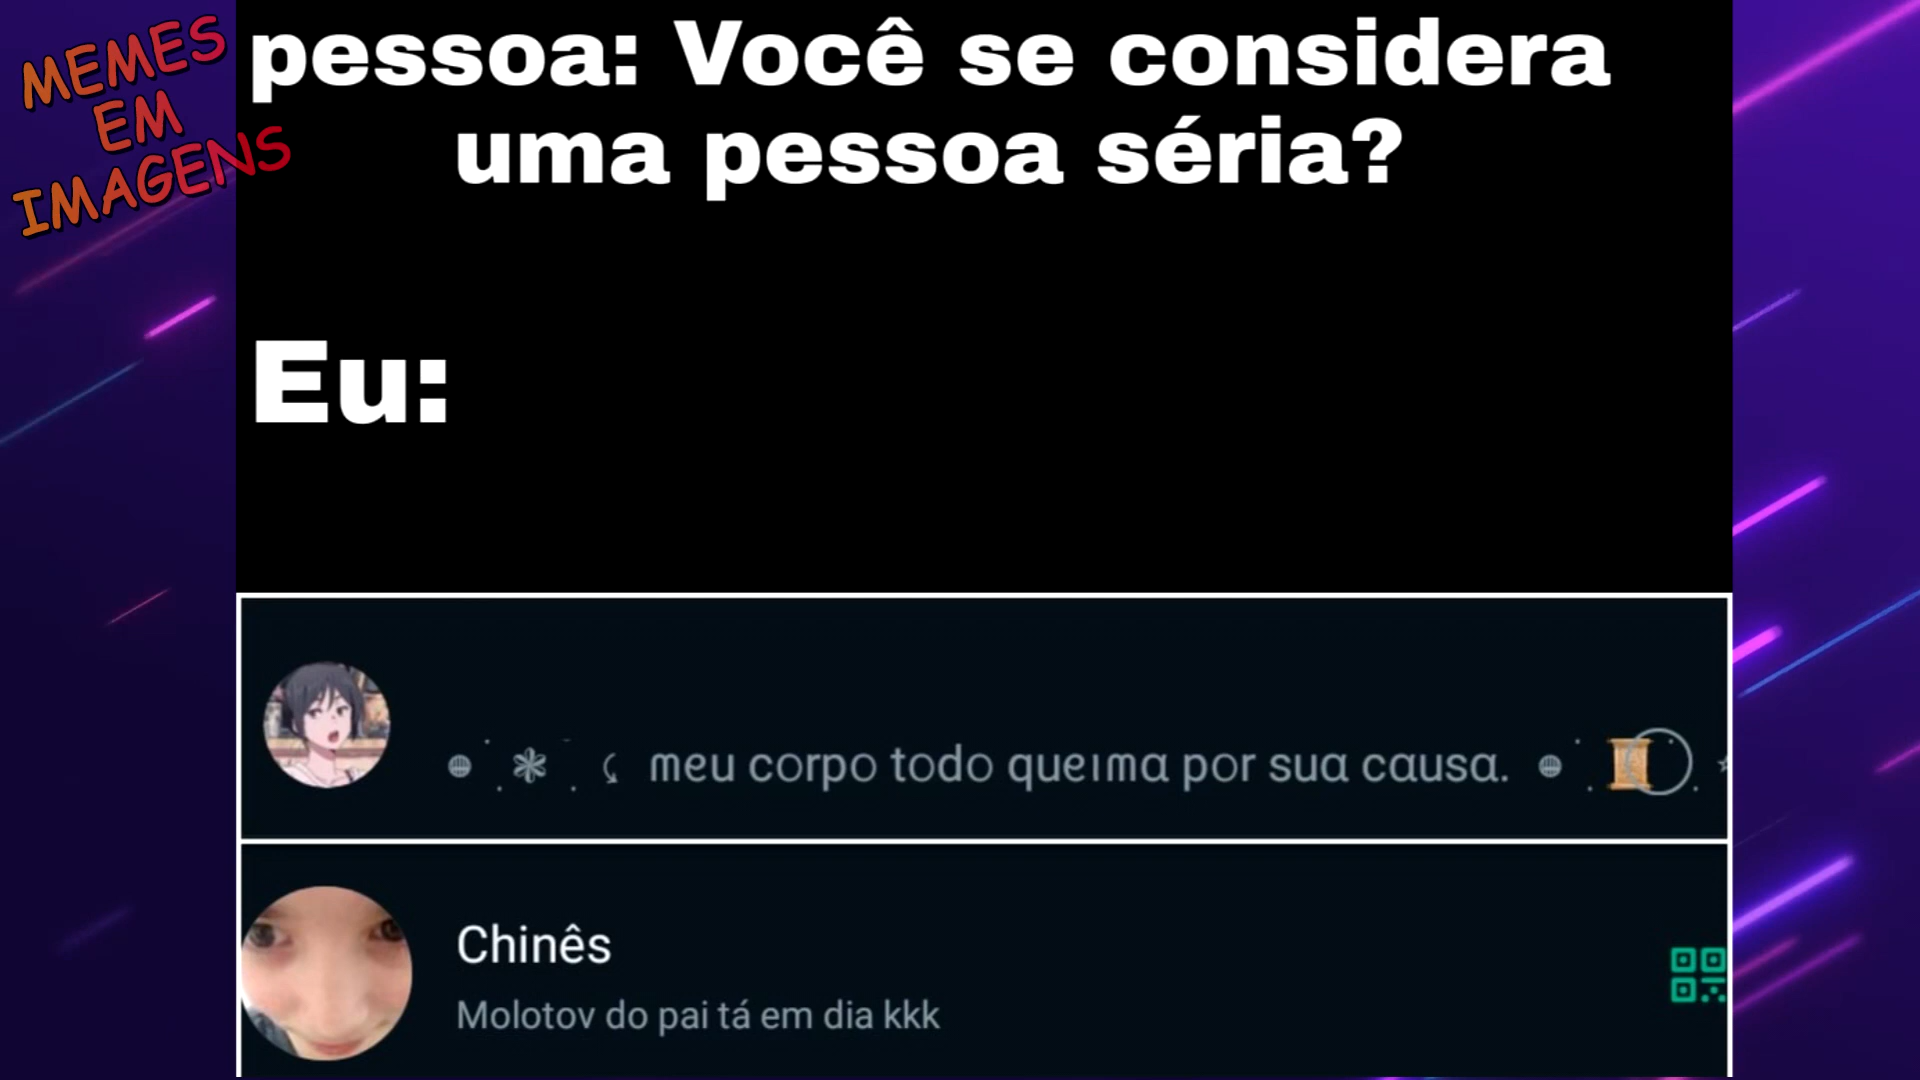 MEMES
EM
IMAGENS
pessoa: Você se considera
uma pessoa séria?
Eu:
meu corpo todo queıma por sua causa.
Chinês
Molotov do pai tá em dia kkk